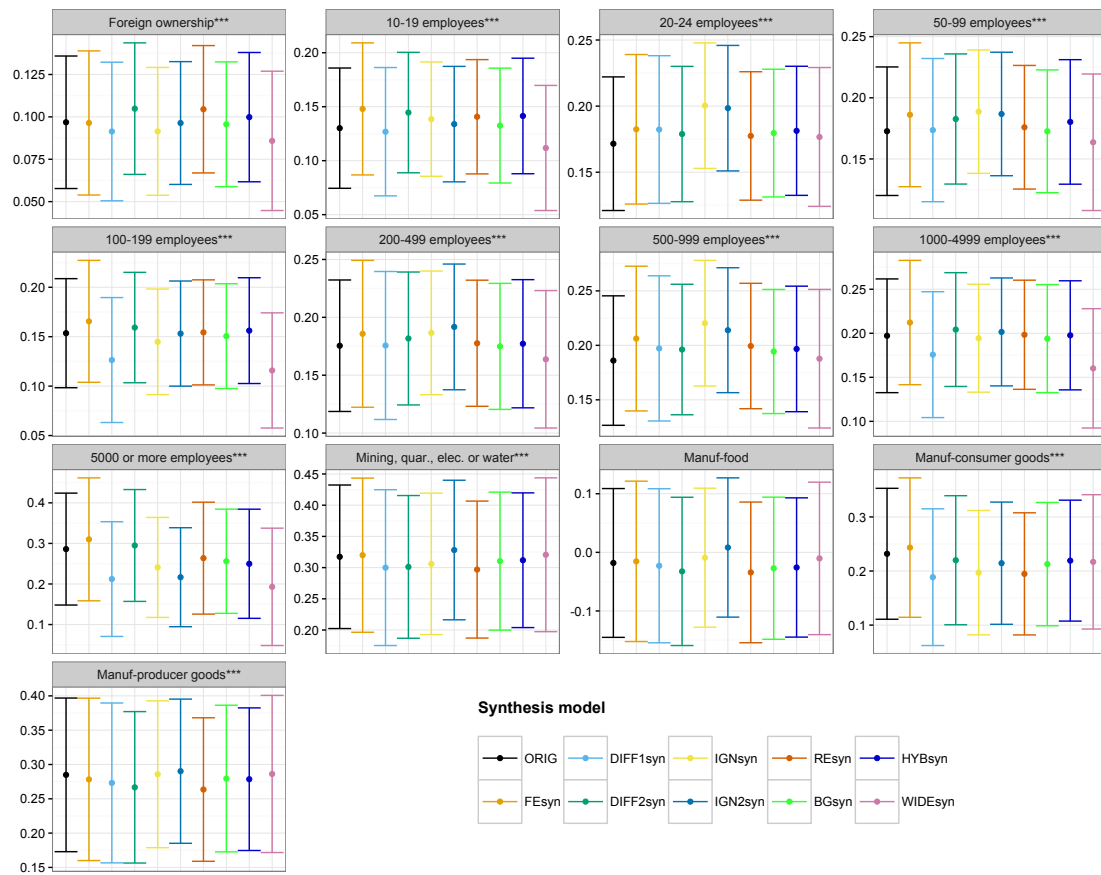 Foreign ownership*** 10-19 employees*** 20-24 employees*** 50-99 employees***
0.125 0.100 0.075 0.050
0.20 0.15 0.10 0.05
0.25 0.20 0.15
0.25 0.20 0.15
100-199 employees*** 200-499 employees*** 500-999 employees*** 1000-4999 employees***
0.20 0.15 0.10 0.05
0.25 0.20 0.15 0.10
0.25 0.20 0.15
0.25 0.20 0.15 0.10
5000 or more employees*** Mining, quar., elec. or water*** Manuf-food Manuf-consumer goods***
0.4 0.3 0.2 0.1
0.45 0.40 0.35 0.30 0.25 0.20
0.1 0.0 -0.1
0.3 0.2 0.1
Manuf-producer goods***
0.40 0.35 0.30 0.25 0.20 0.15
Synthesis model
ORIG DIFF1syn IGNsyn REsyn HYBsyn
FEsyn DIFF2syn IGN2syn BGsyn WIDEsyn